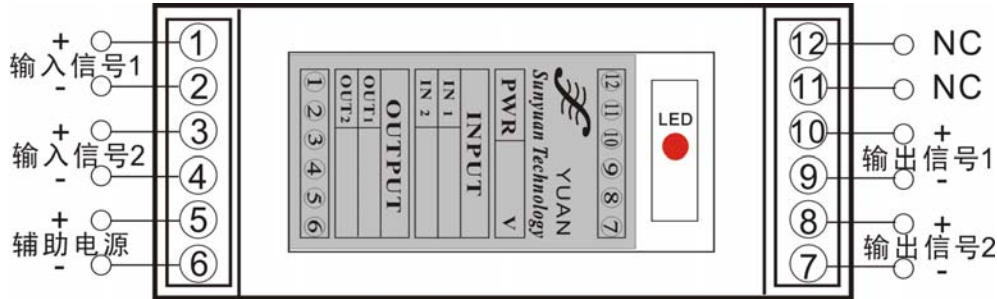 +
输入信号1
-
+
输入信号2
-
+
辅助电源
-
1
2
3
4
5
6
12 11 10 9 8 7
YUAN
Sunyuan Technology
PWR V
INPUT
IN 1
IN 2
OUTPUT
OUT1
OUT2
1 2 3 4 5 6
LED
12
11
10
9
8
7
NC
NC
+
输出信号1
-
+
输出信号2
-